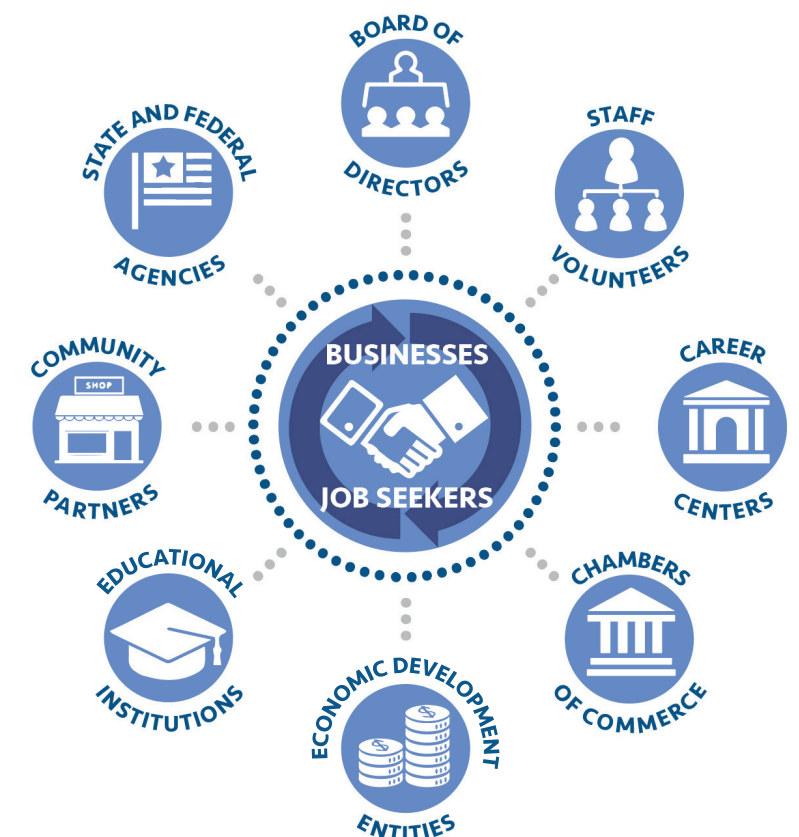 BOARD OF
DIRECTORS
STAFF
VOLUNTEERS
CAREER
CENTERS
CHAMBERS
OF COMMERCE
ECONOMIC DEVELOPMENT
ENTITIES
EDUCATIONAL
INSTITUTIONS
COMMUNITY
SHOP
PARTNERS
STATE AND FEDERAL
AGENCIES
BUSINESSES
JOB SEEKERS
$
$